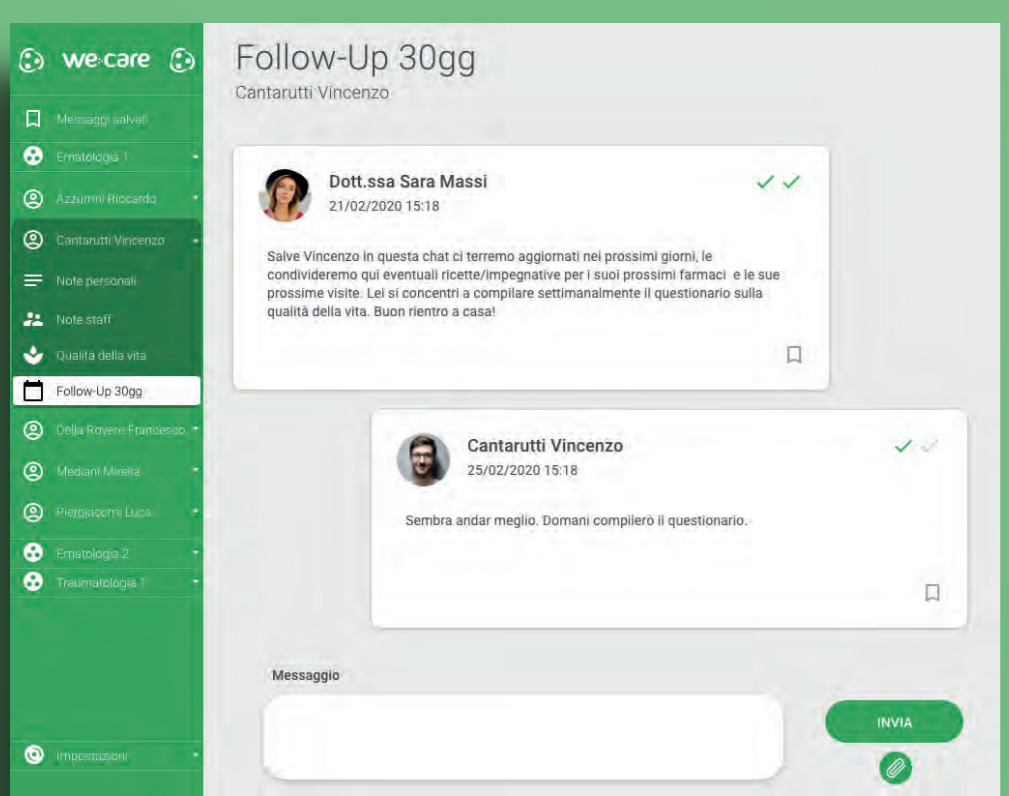 we:care
Messaggi salvati
Ematologia 1
Azzurrini Riccardo
Cantarutti Vincenzo
Note personali
Note staff
Qualità della vita
Follow-Up 30gg
Della Rovere Francesco
Mediani Mirella
Pierpiacomi Luca
Ematologia 2
Traumatologia 1
Impostazioni
Follow-Up 30gg
Cantarutti Vincenzo
Dott.ssa Sara Massi
21/02/2020 15:18
Salve Vincenzo in questa chat ci terremo aggiornati nei prossimi giorni, le
condivideremo qui eventuali ricette/impegnative per i suoi prossimi farmaci e le sue
prossime visite. Lei si concentri a compilare settimanalmente il questionario sulla
qualità della vita. Buon rientro a casa!
Cantarutti Vincenzo
25/02/2020 15:18
Sembra andar meglio. Domani compilerò il questionario.
Messaggio
INVIA